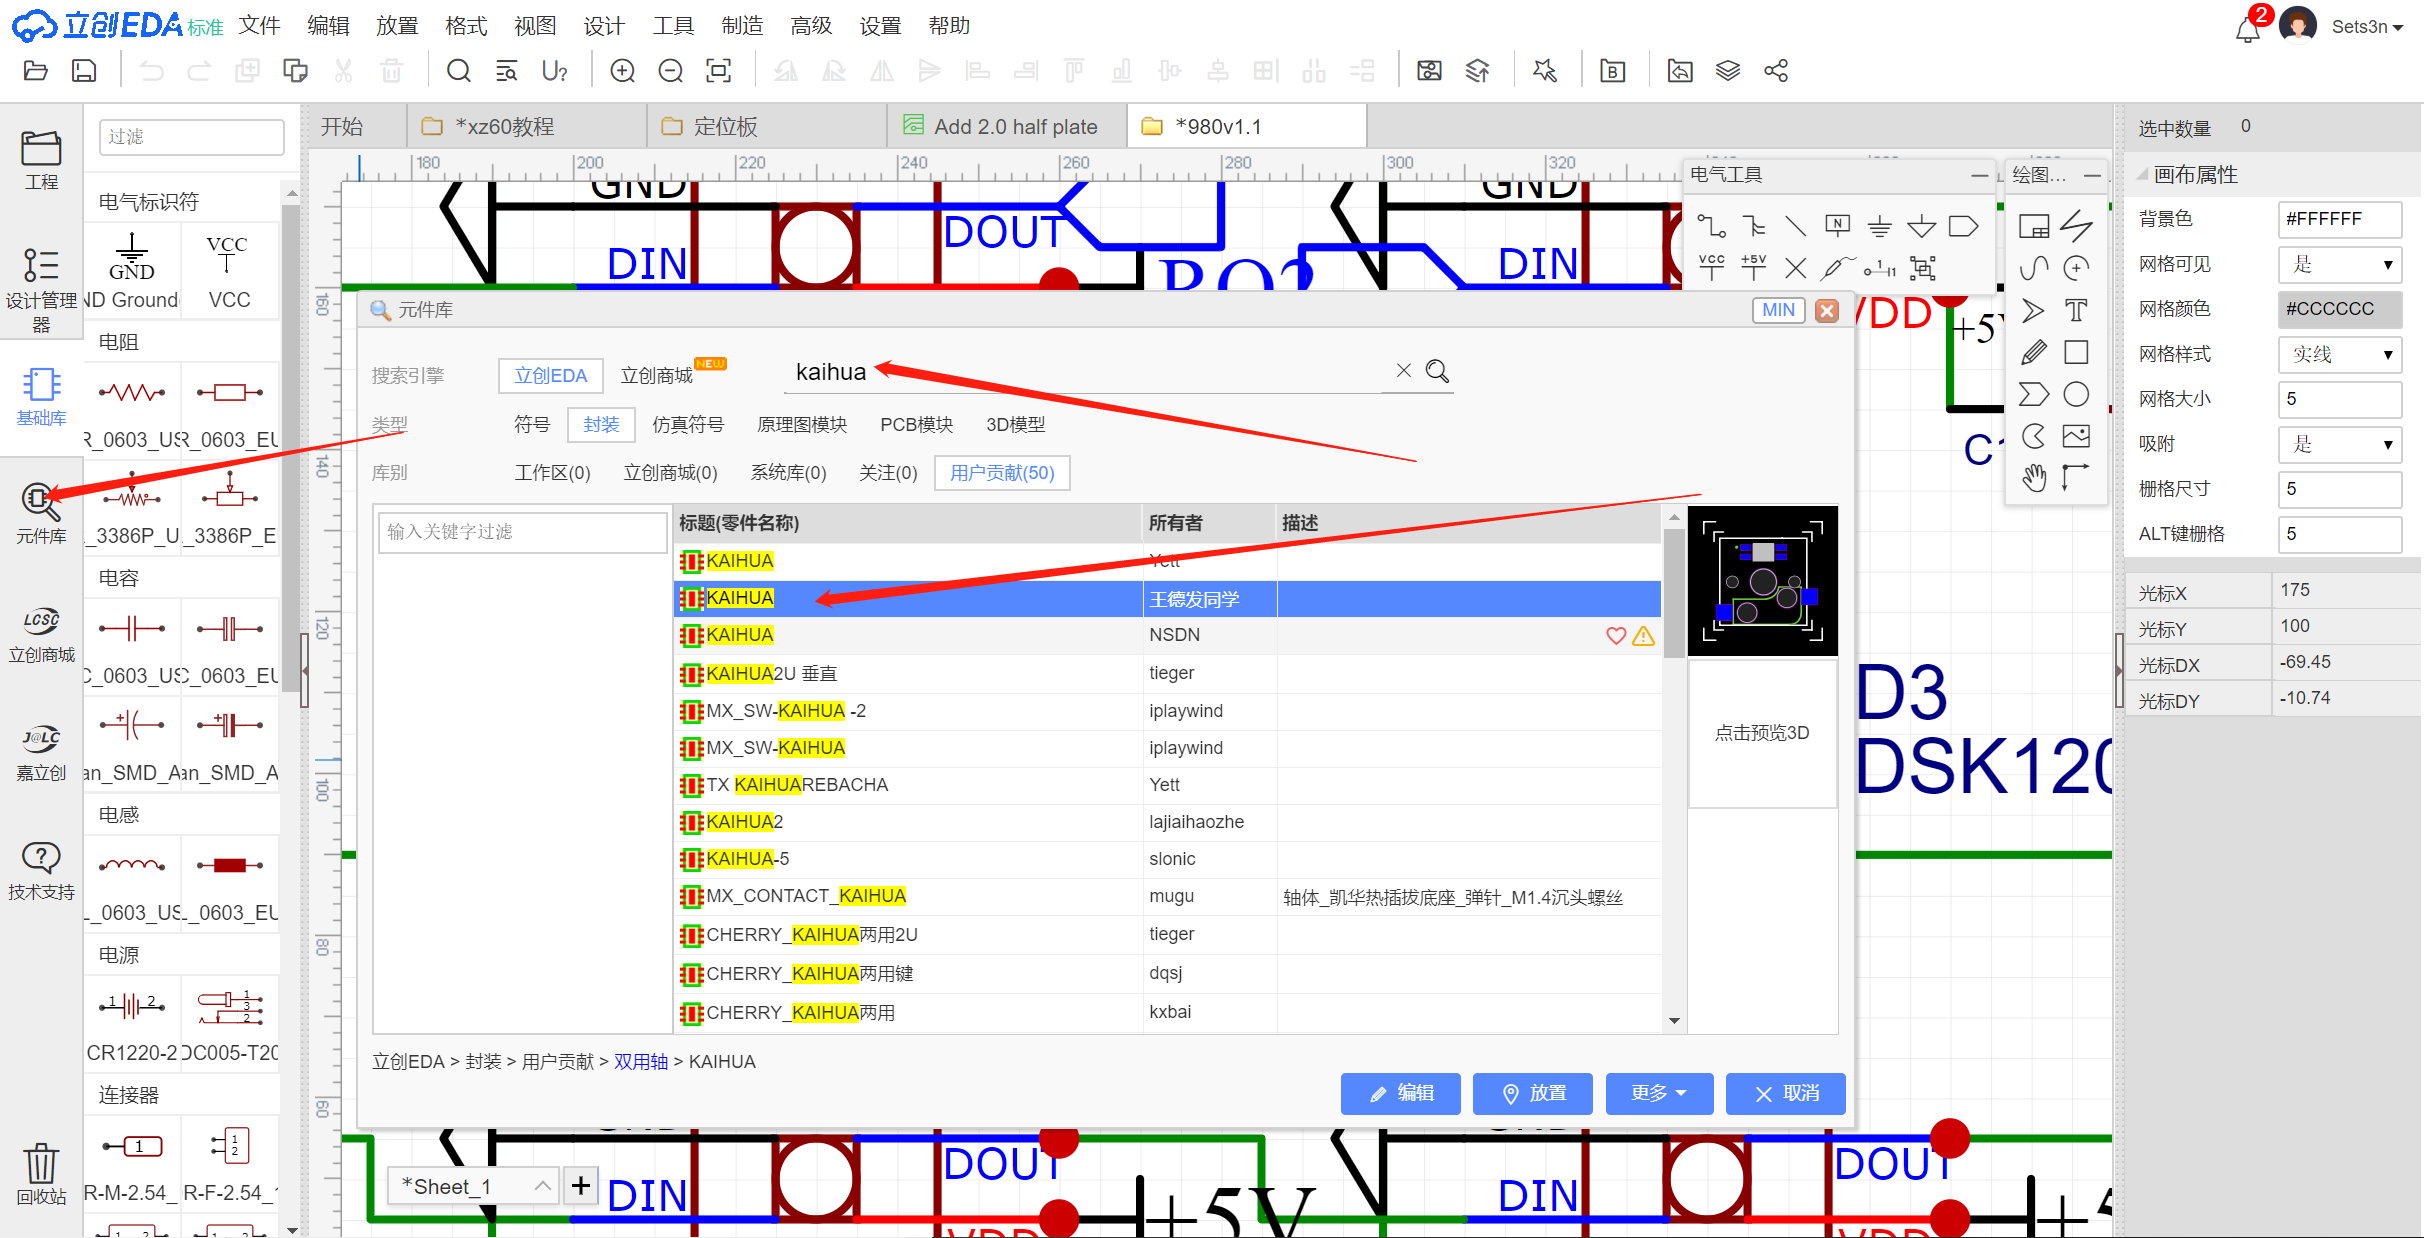 立创EDA 标准 文件 编辑 放置 格式 视图 设计 工具 制造 高级 设置 帮助
2 Sets3n
过滤
开始 *xz60教程 定位板 Add 2.0 half plate *980v1.1
选中数量 0
180 200 220 240 260 280 300 320
工程
电气工具
绘图...
画布属性
电气标识符
背景色 #FFFFFF
GND
VCC
VCC
设计管理器
网格可见 是
网格颜色 #CCCCCC
电阻
网格样式 实线
基础库
网格大小 5
吸附 是
栅格尺寸 5
元件库
ALT键栅格 5
GND DOUT DIN
GND DIN
VCC +5V
N
VDD
元件库 MIN
搜索引擎 立创EDA 立创商城 NEW kaihua
类型 符号 封装 仿真符号 原理图模块 PCB模块 3D模型
库别 工作区(0) 立创商城(0) 系统库(0) 关注(0) 用户贡献(50)
输入关键字过滤
标题(零件名称) 所有者 描述
KAIHUA Yett
KAIHUA 王德发同学
KAIHUA NSDN
KAIHUA2U 垂直 tieger
MX_SW-KAIHUA -2 iplaywind
MX_SW-KAIHUA iplaywind
TX KAIHUAREBACHA Yett
KAIHUA2 lajiaihaozhe
KAIHUA-5 slonic
MX_CONTACT_KAIHUA mugu 轴体_凯华热插拔底座_弹针_M1.4沉头螺丝
CHERRY_KAIHUA两用2U tieger
CHERRY_KAIHUA两用键 dqsj
CHERRY_KAIHUA两用 kxbai
点击预览3D
立创EDA > 封装 > 用户贡献 > 双用轴 > KAIHUA
编辑 放置 更多 取消
光标X 175
光标Y 100
光标DX -69.45
光标DY -10.74
电容
LCSC
立创商城
J@LC
嘉立创
电感
技术支持
电源
CR1220-2
连接器
回收站
160
140
120
100
80
60
D3
*Sheet_1
DIN DOUT +5V
DIN DOUT